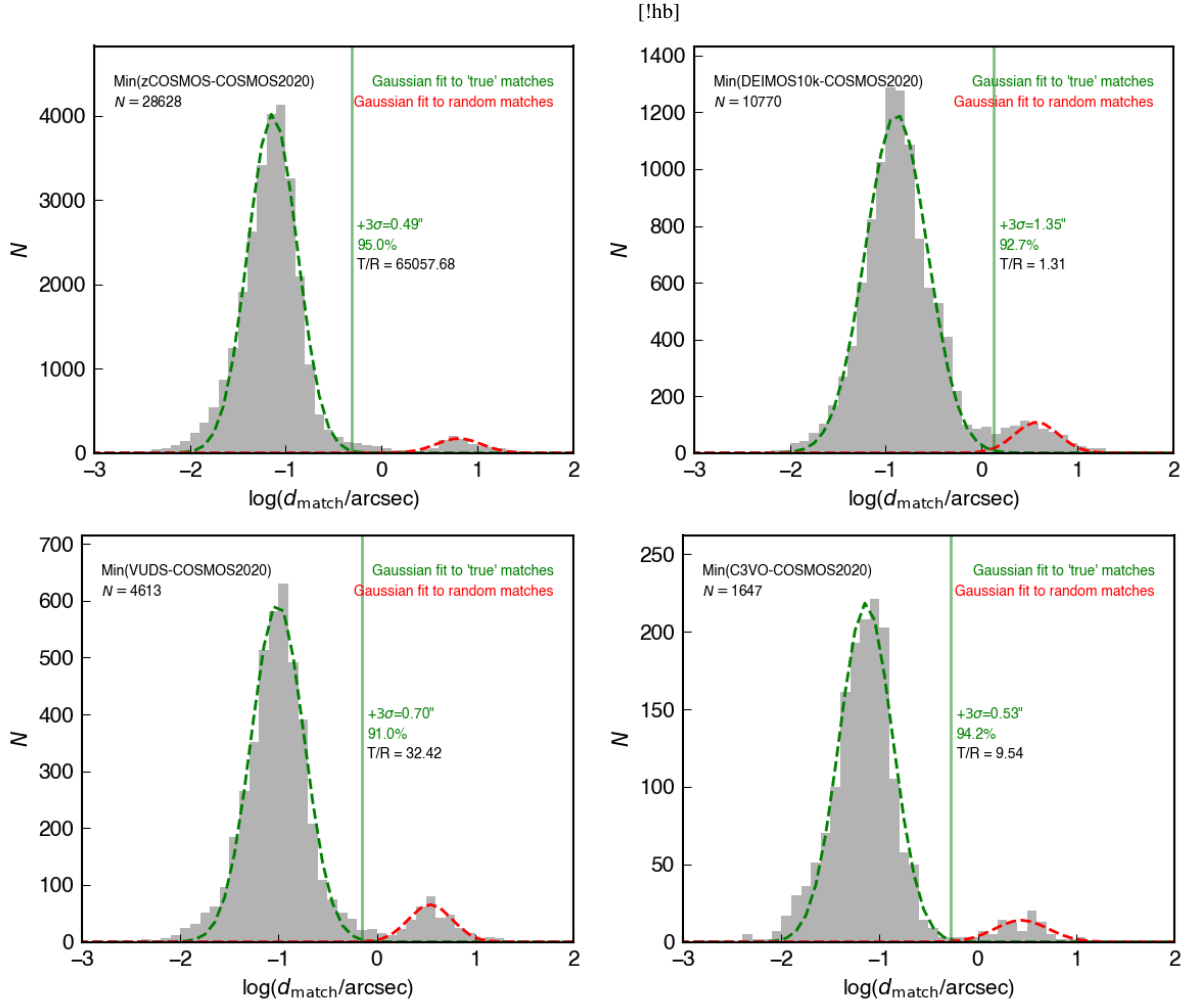 [!hb]
Min(zCOSMOS-COSMOS2020)
N = 28628
Gaussian fit to 'true' matches
Gaussian fit to random matches
+3σ=0.49"
95.0%
T/R = 65057.68
N
4000
3000
2000
1000
0
−3
−2
−1
0
1
2
log(d_match/arcsec)
Min(DEIMOS10k-COSMOS2020)
N = 10770
Gaussian fit to 'true' matches
Gaussian fit to random matches
+3σ=1.35"
92.7%
T/R = 1.31
N
1400
1200
1000
800
600
400
200
0
−3
−2
−1
0
1
2
log(d_match/arcsec)
Min(VUDS-COSMOS2020)
N = 4613
Gaussian fit to 'true' matches
Gaussian fit to random matches
+3σ=0.70"
91.0%
T/R = 32.42
N
700
600
500
400
300
200
100
0
−3
−2
−1
0
1
2
log(d_match/arcsec)
Min(C3VO-COSMOS2020)
N = 1647
Gaussian fit to 'true' matches
Gaussian fit to random matches
+3σ=0.53"
94.2%
T/R = 9.54
N
250
200
150
100
50
0
−3
−2
−1
0
1
2
log(d_match/arcsec)